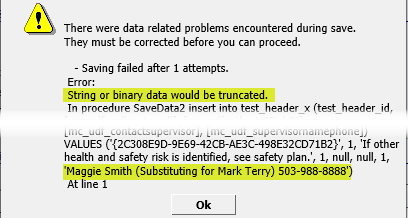 There were data related problems encountered during save.
They must be corrected before you can proceed.
- Saving failed after 1 attempts.
Error:
String or binary data would be truncated.
In procedure SaveData2 insert into test_header_x (test_header_id,
[mc_udf_contactsupervisor], [mc_udf_supervisornamephone])
VALUES ('{2C308E9D-9E69-42CB-AE3C-498E32CD71B2}', 1, 'If other
health and safety risk is identified, see safety plan.', 1, null, null, 1,
'Maggie Smith (Substituting for Mark Terry) 503-988-8888')
At line 1
Ok